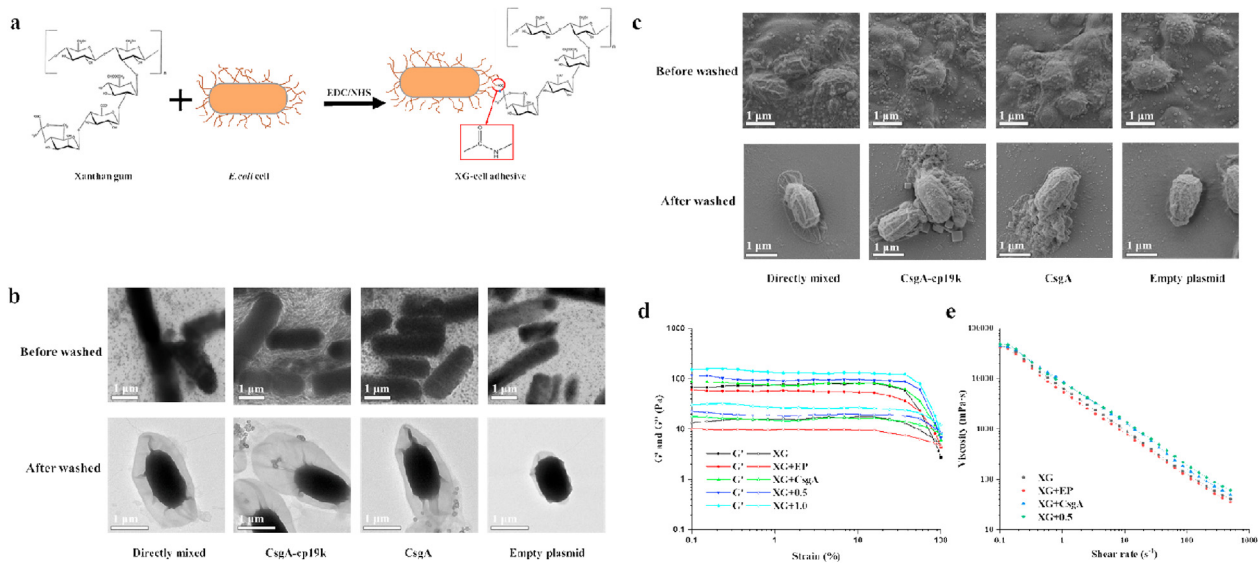 a
Xanthan gum
E.coli cell
EDC/NHS
XG-cell adhesive
b
Before washed
1 μm
1 μm
1 μm
1 μm
After washed
1 μm
1 μm
1 μm
1 μm
Directly mixed
CsgA-cp19k
CsgA
Empty plasmid
c
Before washed
1 μm
1 μm
1 μm
1 μm
After washed
1 μm
1 μm
1 μm
1 μm
Directly mixed
CsgA-cp19k
CsgA
Empty plasmid
d
G' and G'' (Pa)
1000
100
10
1
0.1
0.1
1
10
100
Strain (%)
XG
XG+EP
XG+CsgA
XG+0.5
XG+1.0
e
Viscosity (mPa·s)
100
10
0.1
1
10
100
1000
Shear rate (s⁻¹)
XG
XG+EP
XG+CsgA
XG+0.5